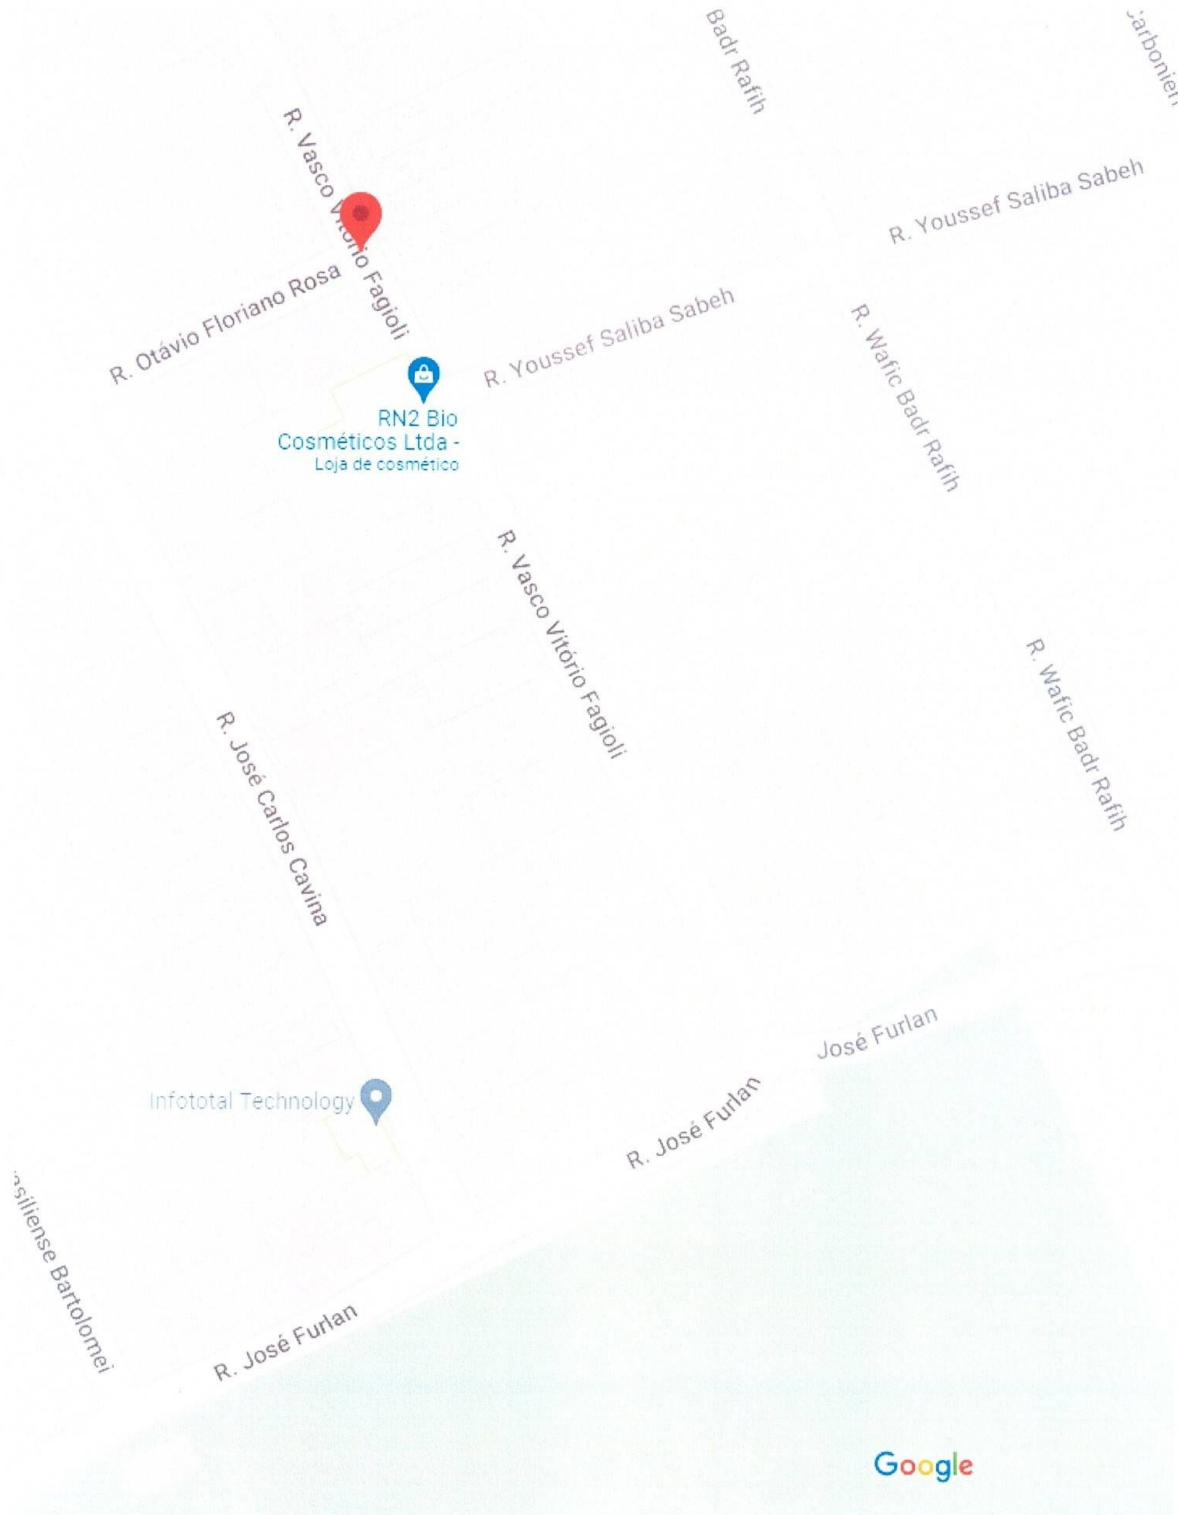 Badr Rafih
R. Vasco Vitório Fagioli
R. Youssef Saliba Sabeh
R. Otávio Floriano Rosa
R. Youssef Saliba Sabeh
R. Wafic Badr Rafih
RN2 Bio
Cosméticos Ltda -
Loja de cosmético
R. Vasco Vitório Fagioli
R. Wafic Badr Rafih
R. José Carlos Cavina
José Furlan
Infototal Technology
R. José Furlan
Bartolomei
R. José Furlan
Google